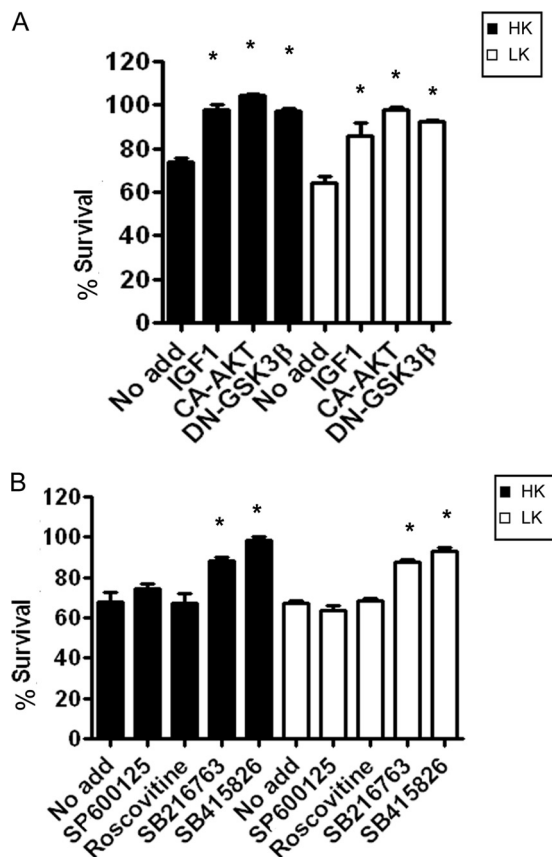 A
HK
LK
*
*
*
*
*
*
120
100
80
60
40
20
0
% Survival
No add
IGF1
CA-AKT
DN-GSK3β
No add
IGF1
CA-AKT
DN-GSK3β
B
HK
LK
*
*
*
*
120
100
80
60
40
20
0
% Survival
No add
SP600125
Roscovitine
SB216763
SB415826
No add
SP600125
Roscovitine
SB216763
SB415826